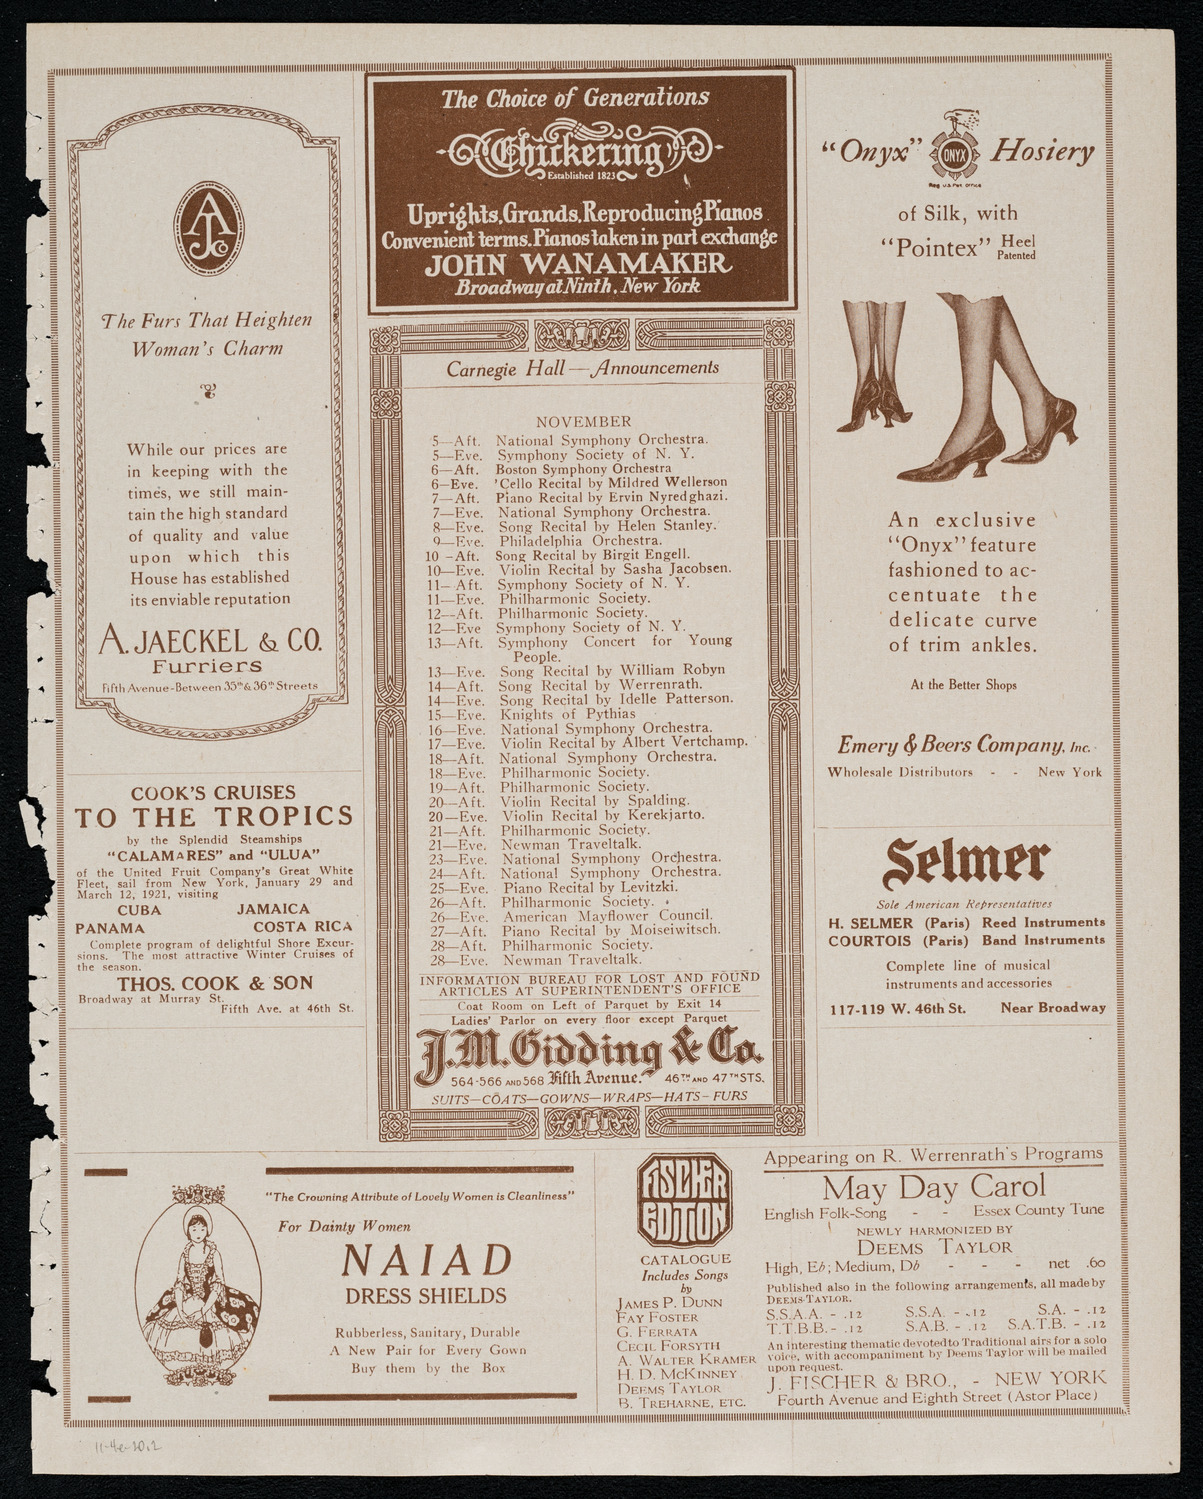 AJCo
The Furs That Heighten
Woman's Charm
While our prices are
in keeping with the
times, we still main-
tain the high standard
of quality and value
upon which this
House has established
its enviable reputation
A. JAECKEL & CO.
Furriers
Fifth Avenue-Between 35th & 36th Streets
COOK'S CRUISES
TO THE TROPICS
by the Splendid Steamships
"CALAMARES" and "ULUA"
of the United Fruit Company's Great White
Fleet, sail from New York, January 29 and
March 12, 1921, visiting
CUBA JAMAICA
PANAMA COSTA RICA
Complete program of delightful Shore Excur-
sions. The most attractive Winter Cruises of
the season.
THOS. COOK & SON
Broadway at Murray St.
Fifth Ave. at 46th St.
The Choice of Generations
Chickering
Established 1823
Uprights, Grands, Reproducing Pianos
Convenient terms. Pianos taken in part exchange
JOHN WANAMAKER
Broadway at Ninth, New York
Carnegie Hall—Announcements
NOVEMBER
5—Aft. National Symphony Orchestra.
5—Eve. Symphony Society of N. Y.
6—Aft. Boston Symphony Orchestra
6—Eve. 'Cello Recital by Mildred Wellerson
7—Aft. Piano Recital by Ervin Nyredghazi.
7—Eve. National Symphony Orchestra.
8—Eve. Song Recital by Helen Stanley.
9—Eve. Philadelphia Orchestra.
10 -Aft. Song Recital by Birgit Engell.
10—Eve. Violin Recital by Sasha Jacobsen.
11—Aft. Symphony Society of N. Y.
11—Eve. Philharmonic Society.
12—Aft. Philharmonic Society.
12—Eve Symphony Society of N. Y.
13—Aft. Symphony Concert for Young
People.
13—Eve. Song Recital by William Robyn
14—Aft. Song Recital by Werrenrath.
14—Eve. Song Recital by Idelle Patterson.
15—Eve. Knights of Pythias
16—Eve. National Symphony Orchestra.
17—Eve. Violin Recital by Albert Vertchamp.
18—Aft. National Symphony Orchestra.
18—Eve. Philharmonic Society.
19—Aft. Philharmonic Society.
20—Aft. Violin Recital by Spalding.
20—Eve. Violin Recital by Kerekjarto.
21—Aft. Philharmonic Society.
21—Eve. Newman Traveltalk.
23—Eve. National Symphony Orchestra.
24—Aft. National Symphony Orchestra.
25—Eve. Piano Recital by Levitzki.
26—Aft. Philharmonic Society.
26—Eve. American Mayflower Council.
27—Aft. Piano Recital by Moiseiwitsch.
28—Aft. Philharmonic Society.
28—Eve. Newman Traveltalk.
INFORMATION BUREAU FOR LOST AND FOUND
ARTICLES AT SUPERINTENDENT'S OFFICE
Coat Room on Left of Parquet by Exit 14
Ladies' Parlor on every floor except Parquet
J.M. Gidding & Co.
564-566 AND 568 Fifth Avenue. 46TH AND 47TH STS.
SUITS—COATS—GOWNS—WRAPS—HATS-FURS
"Onyx" ONYX Hosiery
Reg U.S. Pat. Office
of Silk, with
"Pointex" Heel
Patented
An exclusive
"Onyx" feature
fashioned to ac-
centuate the
delicate curve
of trim ankles.
At the Better Shops
Emery & Beers Company, Inc.
Wholesale Distributors - - New York
Selmer
Sole American Representatives
H. SELMER (Paris) Reed Instruments
COURTOIS (Paris) Band Instruments
Complete line of musical
instruments and accessories
117-119 W. 46th St. Near Broadway
"The Crowning Attribute of Lovely Women is Cleanliness"
For Dainty Women
NAIAD
DRESS SHIELDS
Rubberless, Sanitary, Durable
A New Pair for Every Gown
Buy them by the Box
FISCHER
EDITION
CATALOGUE
Includes Songs
by
JAMES P. DUNN
FAY FOSTER
G. FERRATA
CECIL FORSYTH
A. WALTER KRAMER
H. D. MCKINNEY
DEEMS TAYLOR
B. TREHARNE, ETC.
Appearing on R. Werrenrath's Programs
May Day Carol
English Folk-Song - - Essex County Tune
NEWLY HARMONIZED BY
DEEMS TAYLOR
High, E♭; Medium, D♭ - - - net .60
Published also in the following arrangements, all made by
DEEMS TAYLOR.
S.S.A.A. - .12 S.S.A. - .12 S.A. - .12
T.T.B.B. - .12 S.A.B. - .12 S.A.T.B. - .12
An interesting thematic devoted to Traditional airs for a solo
voice, with accompaniment by Deems Taylor will be mailed
upon request.
J. FISCHER & BRO., - NEW YORK
Fourth Avenue and Eighth Street (Astor Place)